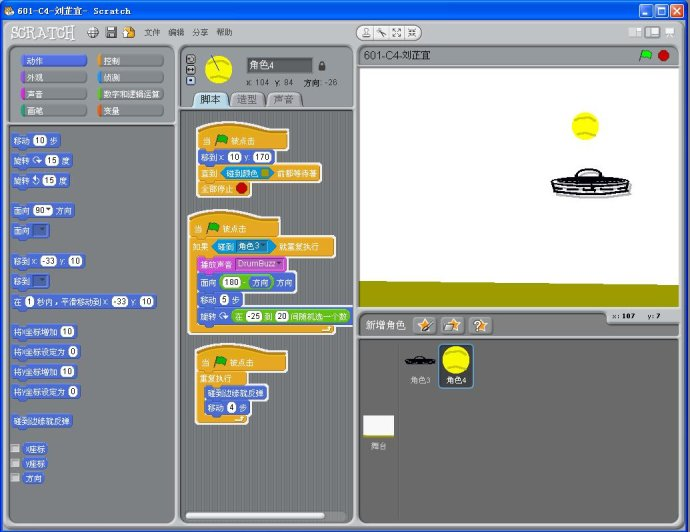 601-C4-刘芷宜- Scratch
SCRATCH 文件 编辑 分享 帮助
动作 控制
外观 侦测
声音 数字和逻辑运算
画笔 变量
移动 10 步
旋转 15 度
旋转 15 度
面向 90 方向
面向
移到 x: -33 y: 10
移到
在 1 秒内，平滑移动到 x: -33 y: 10
将x坐标增加 10
将x坐标设定为 0
将y坐标增加 10
将y坐标设定为 0
碰到边缘就反弹
x座标
y座标
方向
角色4
x: 104 y: 84 方向: -26
脚本 造型 声音
当 被点击
移到 x: 10 y: 170
直到 碰到颜色 前都等待着
全部停止
当 被点击
如果 碰到 角色3 就重复执行
播放声音 DrumBuzz
面向 180 - 方向 方向
移动 5 步
旋转 在 -25 到 20 间随机选一个数
当 被点击
重复执行
碰到边缘就反弹
移动 4 步
601-C4-刘芷宜
x: 107 y: 7
新增角色
角色3 角色4
舞台